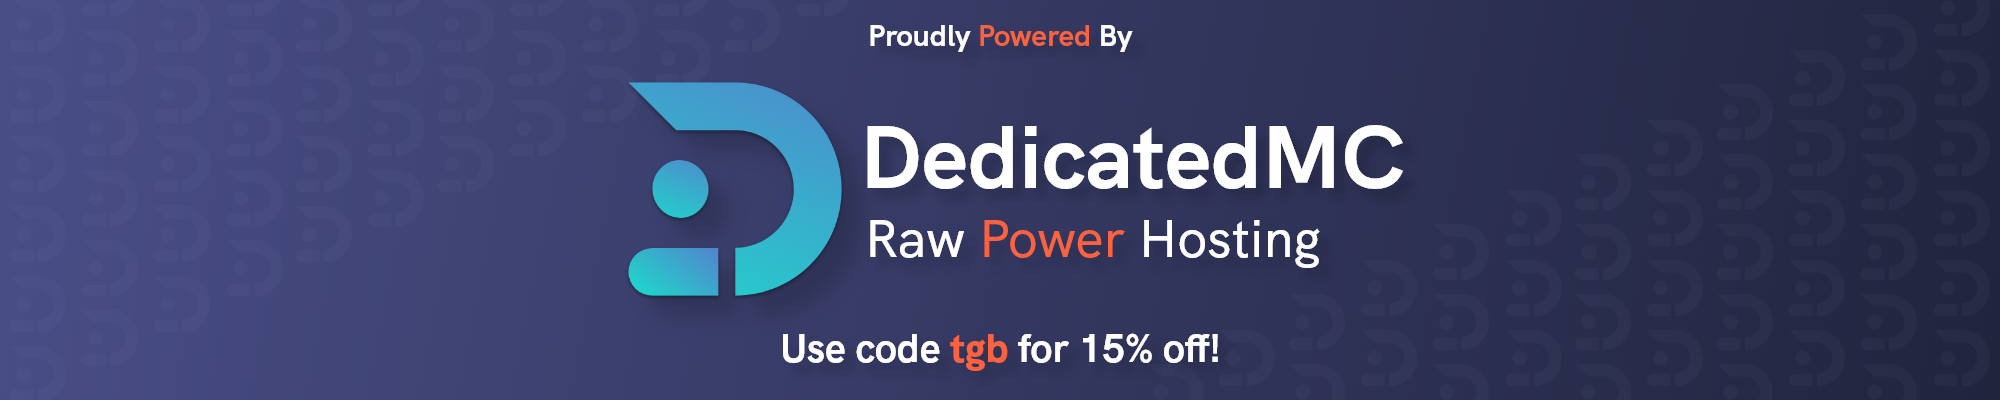 Proudly Powered By
DedicatedMC
Raw Power Hosting
Use code tgb for 15% off!